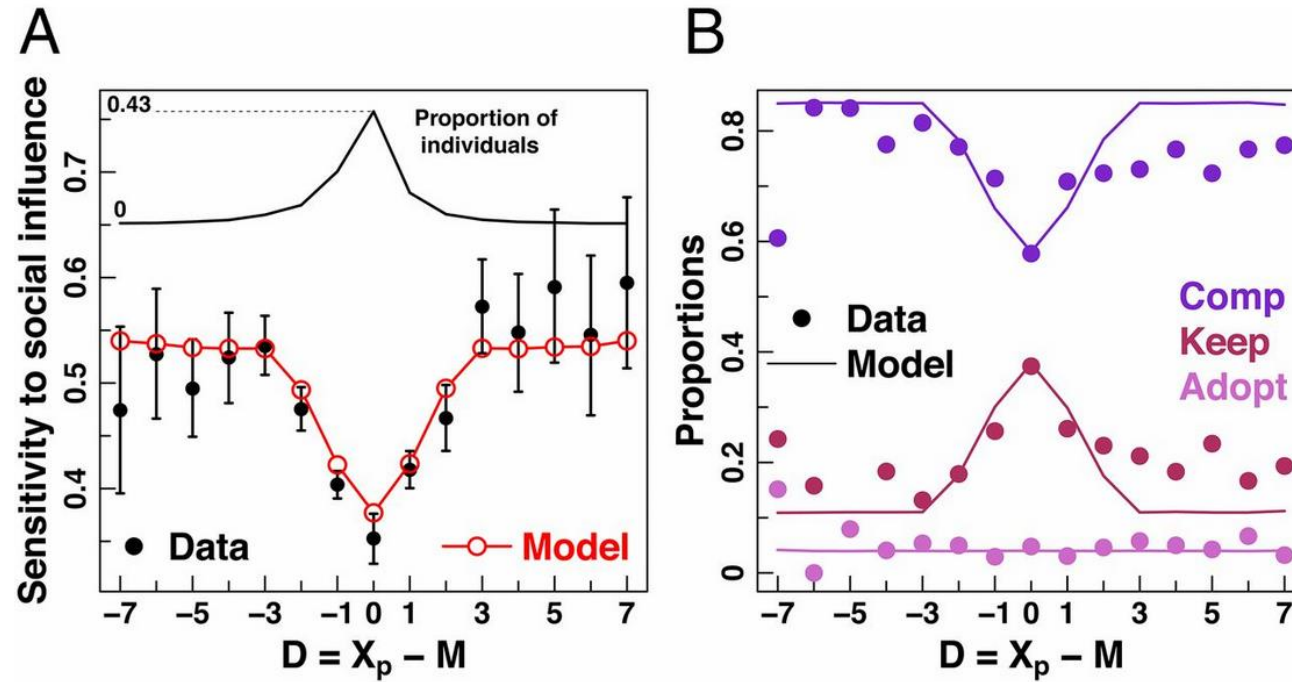 A
Sensitivity to social influence
0.7
0.6
0.5
0.4
0.43
0
Proportion of
individuals
Data
Model
−7 −5 −3 −1 0 1 3 5 7
D = Xp − M
B
Proportions
0.8
0.6
0.4
0.2
0
Comp
Keep
Adopt
Data
Model
−7 −5 −3 −1 0 1 3 5 7
D = Xp − M